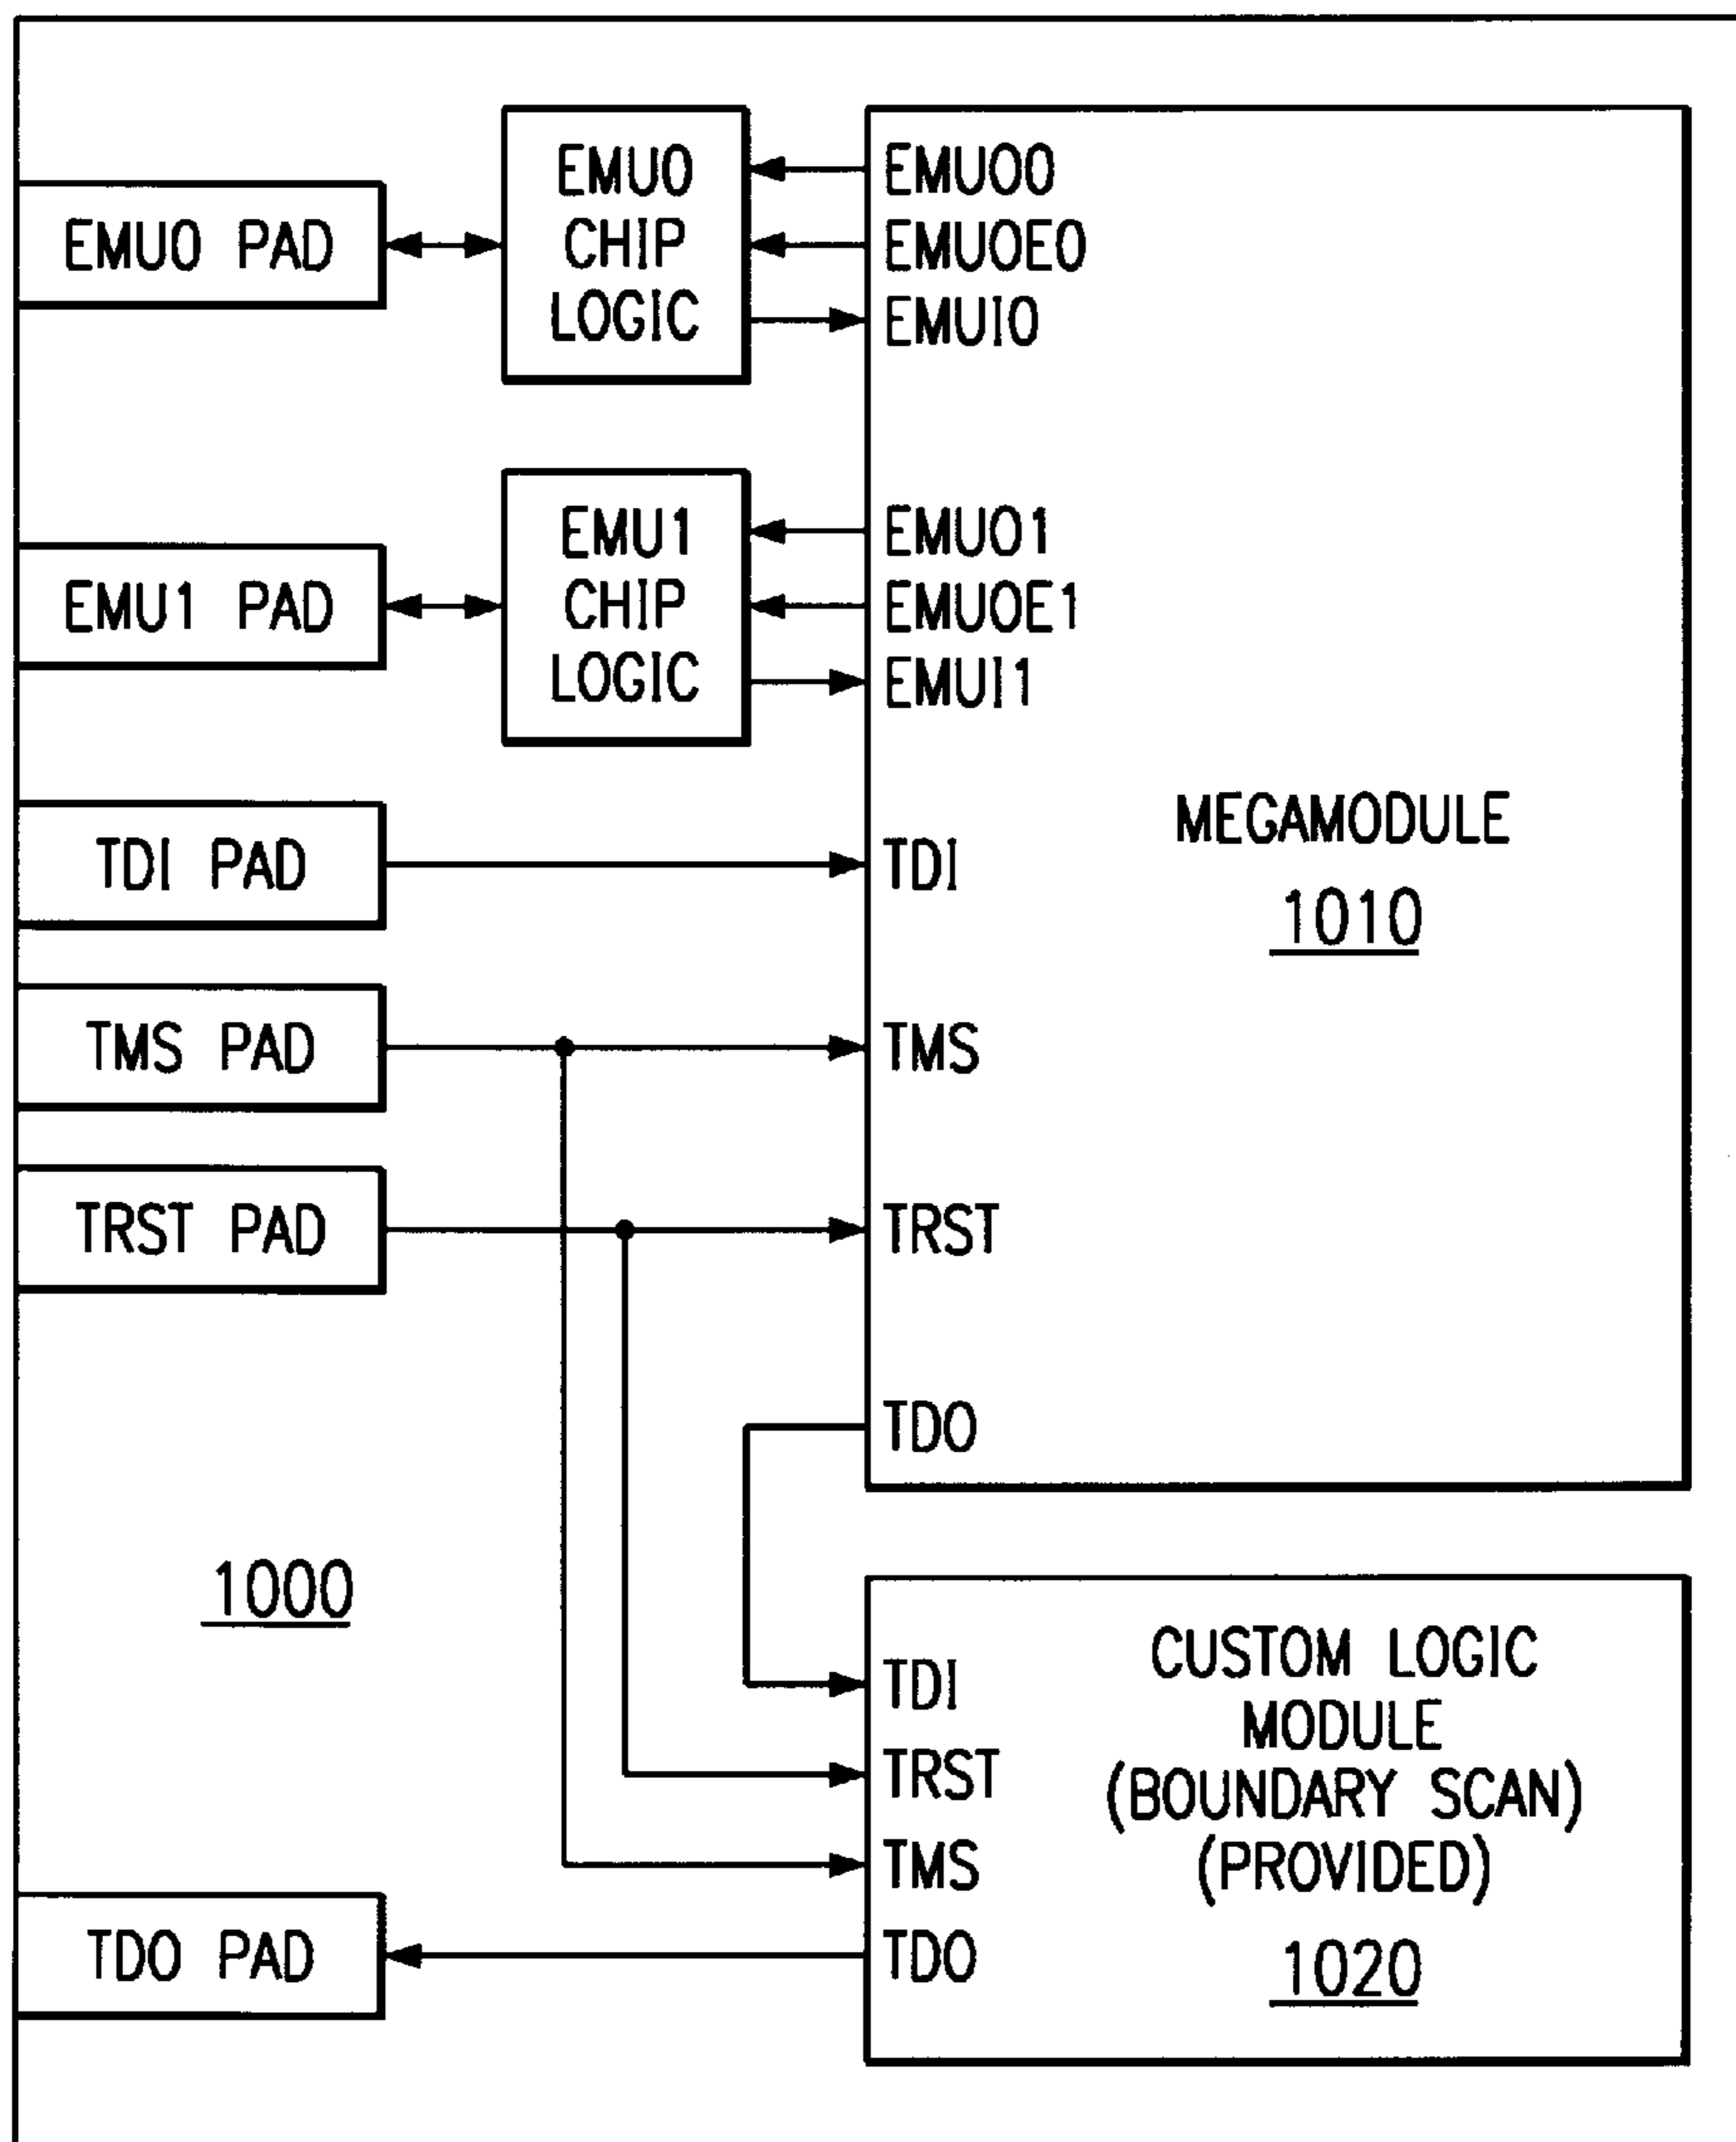 EMU0 PAD
EMU0
CHIP
LOGIC
EMUO0
EMUOE0
EMUI0
EMU1 PAD
EMU1
CHIP
LOGIC
EMUO1
EMUOE1
EMUI1
MEGAMODULE
1010
TDI PAD
TDI
TMS PAD
TMS
TRST PAD
TRST
TDO
1000
CUSTOM LOGIC
MODULE
(BOUNDARY SCAN)
(PROVIDED)
1020
TDI
TRST
TMS
TDO
TDO PAD